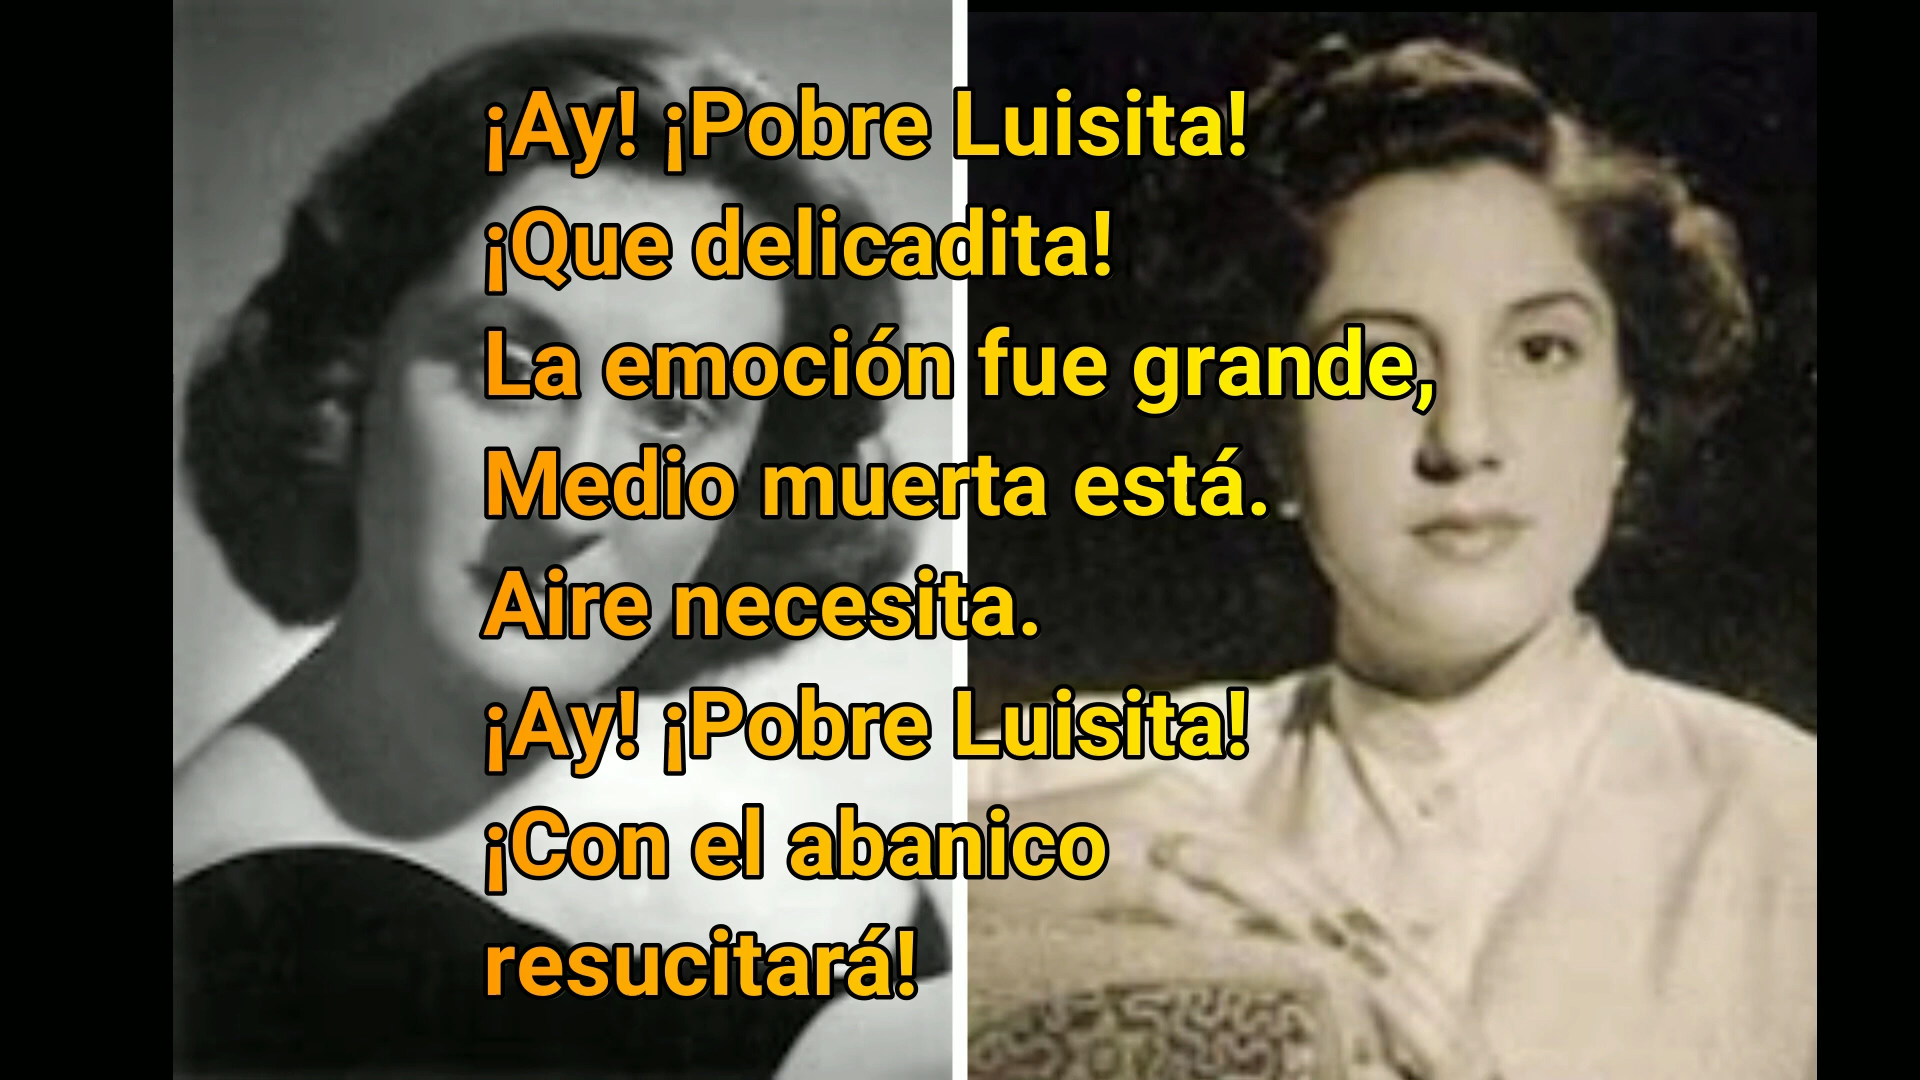 ¡Ay! ¡Pobre Luisita!
¡Que delicadita!
La emoción fue grande,
Medio muerta está.
Aire necesita.
¡Ay! ¡Pobre Luisita!
¡Con el abanico
resucitará!